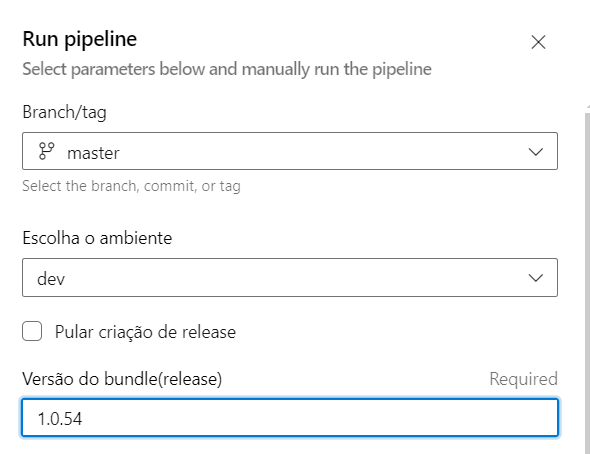 Run pipeline
Select parameters below and manually run the pipeline
Branch/tag
master
Select the branch, commit, or tag
Escolha o ambiente
dev
Pular criação de release
Versão do bundle(release) Required
1.0.54